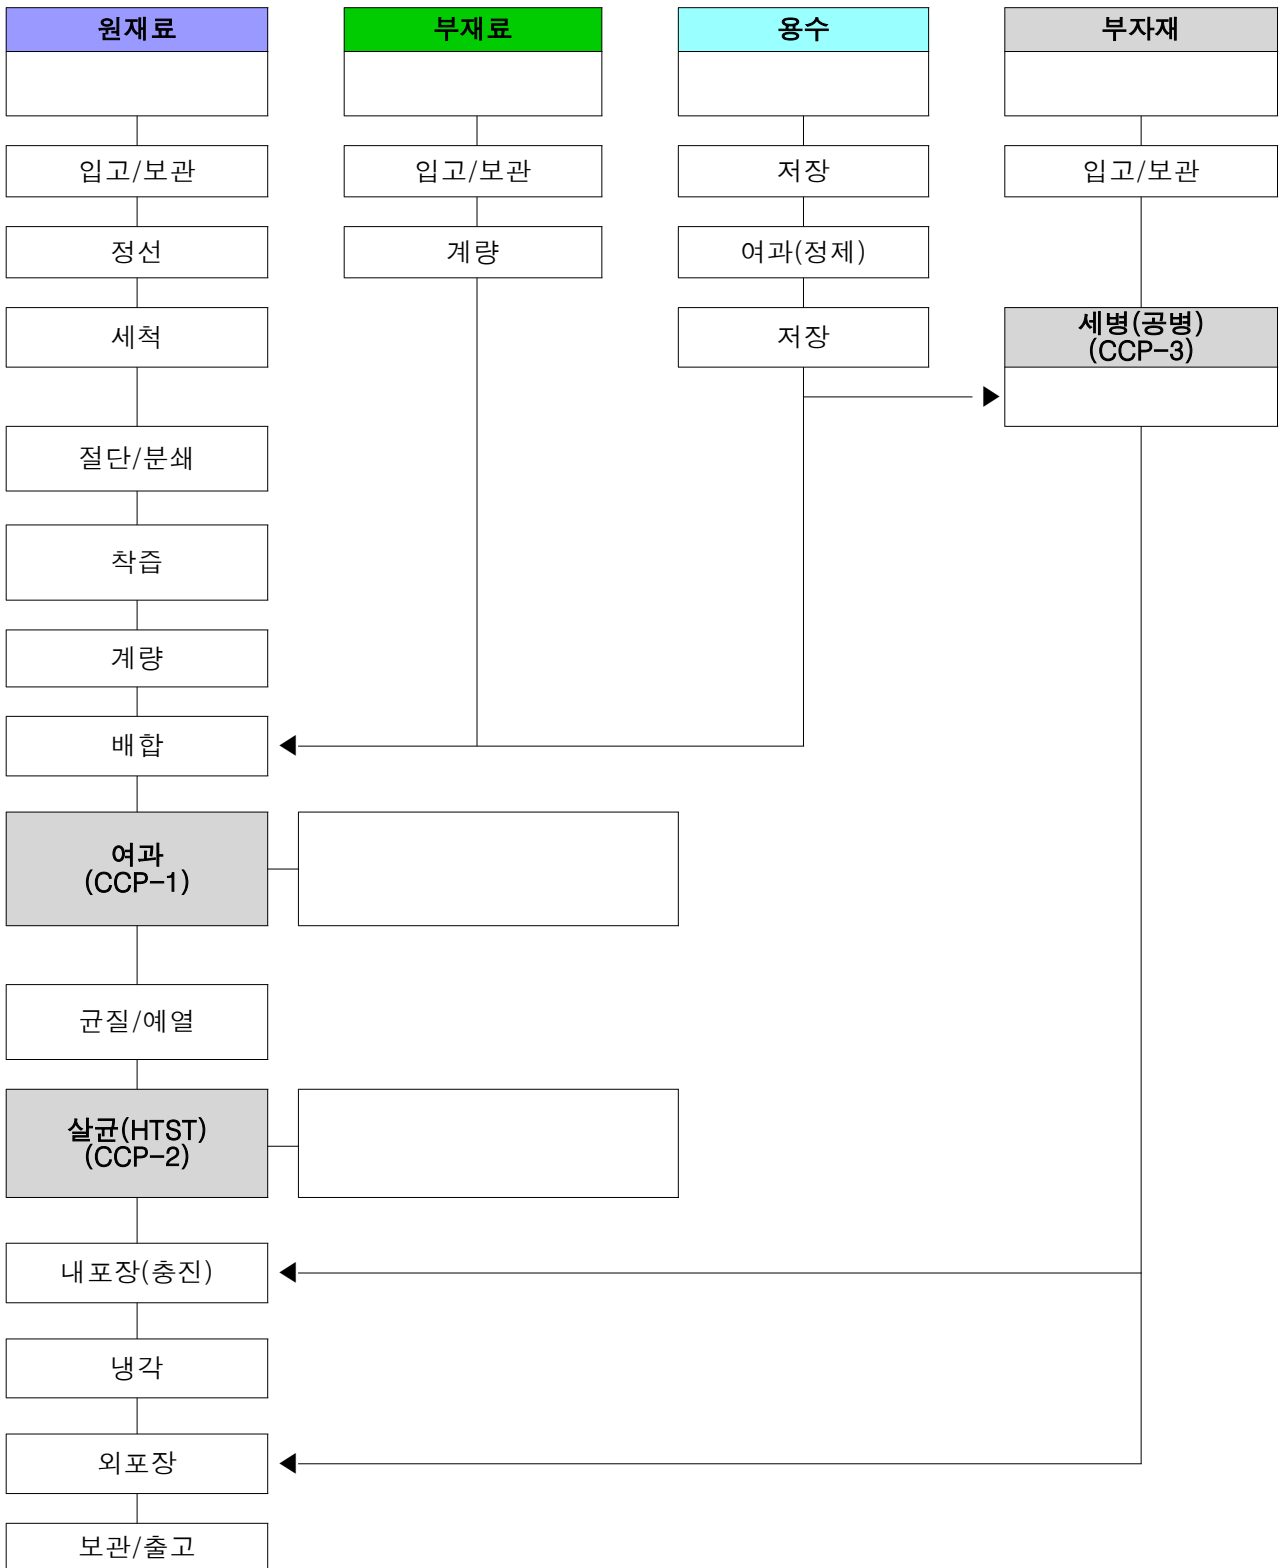 원재료
부재료
용수
부자재
입고/보관
입고/보관
저장
입고/보관
정선
계량
여과(정제)
세척
저장
세병(공병)
(CCP-3)
절단/분쇄
착즙
계량
배합
여과
(CCP-1)
균질/예열
살균(HTST)
(CCP-2)
내포장(충진)
냉각
외포장
보관/출고